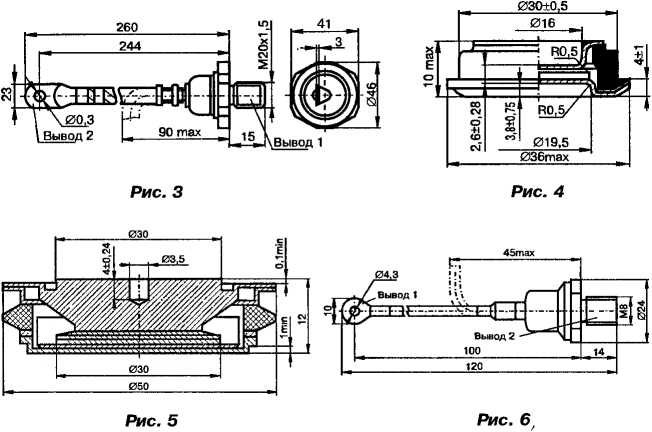 260
244
23
Ø0,3
Вывод 2
90 max
15
M20x1,5
Вывод 1
41
3
Ø46
Рис. 3
Ø30±0,5
Ø16
R0,5
10 max
4±1
2,6±0,28
3,8±0,75
R0,5
Ø19,5
Ø36max
Рис. 4
Ø30
4±0,24
Ø3,5
0,1min
12
1min
Ø30
Ø50
Рис. 5
45max
Ø4,3
Вывод 1
10
Вывод 2
M8
Ø24
100
14
120
Рис. 6,